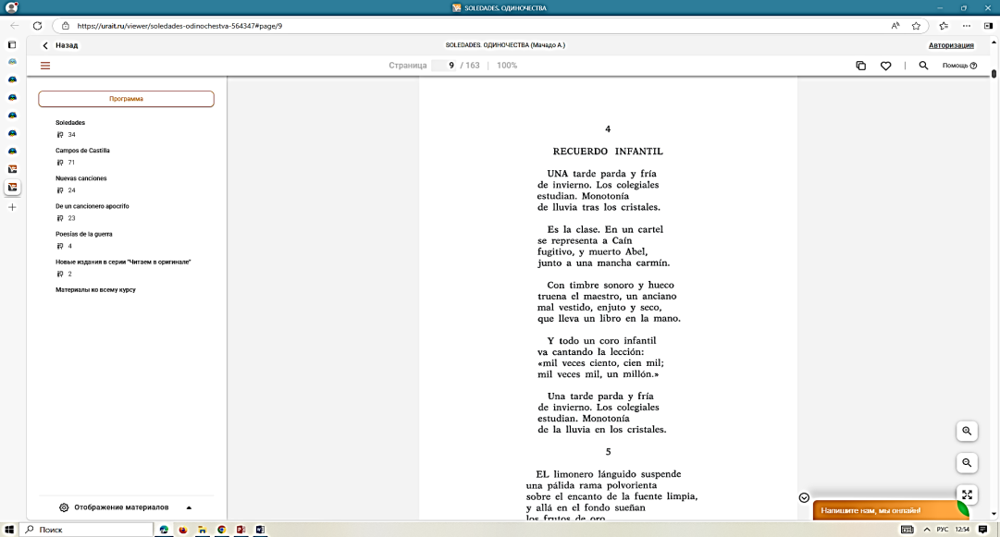 SOLEDADES. ОДИНОЧЕСТВА
https://urait.ru/viewer/soledades-odinochestva-564347#page/9
Назад
SOLEDADES. ОДИНОЧЕСТВА (Мачадо А.)
Авторизация
Страница 9 / 163 | 100%
Помощь
Программа
Soledades
34
Campos de Castilla
71
Nuevas canciones
24
De un cancionero apocrifo
23
Poesias de la guerra
4
Новые издания в серии "Читаем в оригинале"
2
Материалы ко всему курсу
Отображение материалов
4
RECUERDO INFANTIL
UNA tarde parda y fría
de invierno. Los colegiales
estudian. Monotonía
de lluvia tras los cristales.
Es la clase. En un cartel
se representa a Caín
fugitivo, y muerto Abel,
junto a una mancha carmín.
Con timbre sonoro y hueco
truena el maestro, un anciano
mal vestido, enjuto y seco,
que lleva un libro en la mano.
Y todo un coro infantil
va cantando la lección:
«mil veces ciento, cien mil;
mil veces mil, un millón.»
Una tarde parda y fría
de invierno. Los colegiales
estudian. Monotonía
de la lluvia en los cristales.
5
EL limonero lánguido suspende
una pálida rama polvorienta
sobre el encanto de la fuente limpia,
y allá en el fondo sueñan
los frutos de oro
Напишите нам, мы онлайн!
Поиск
РУС
12:54